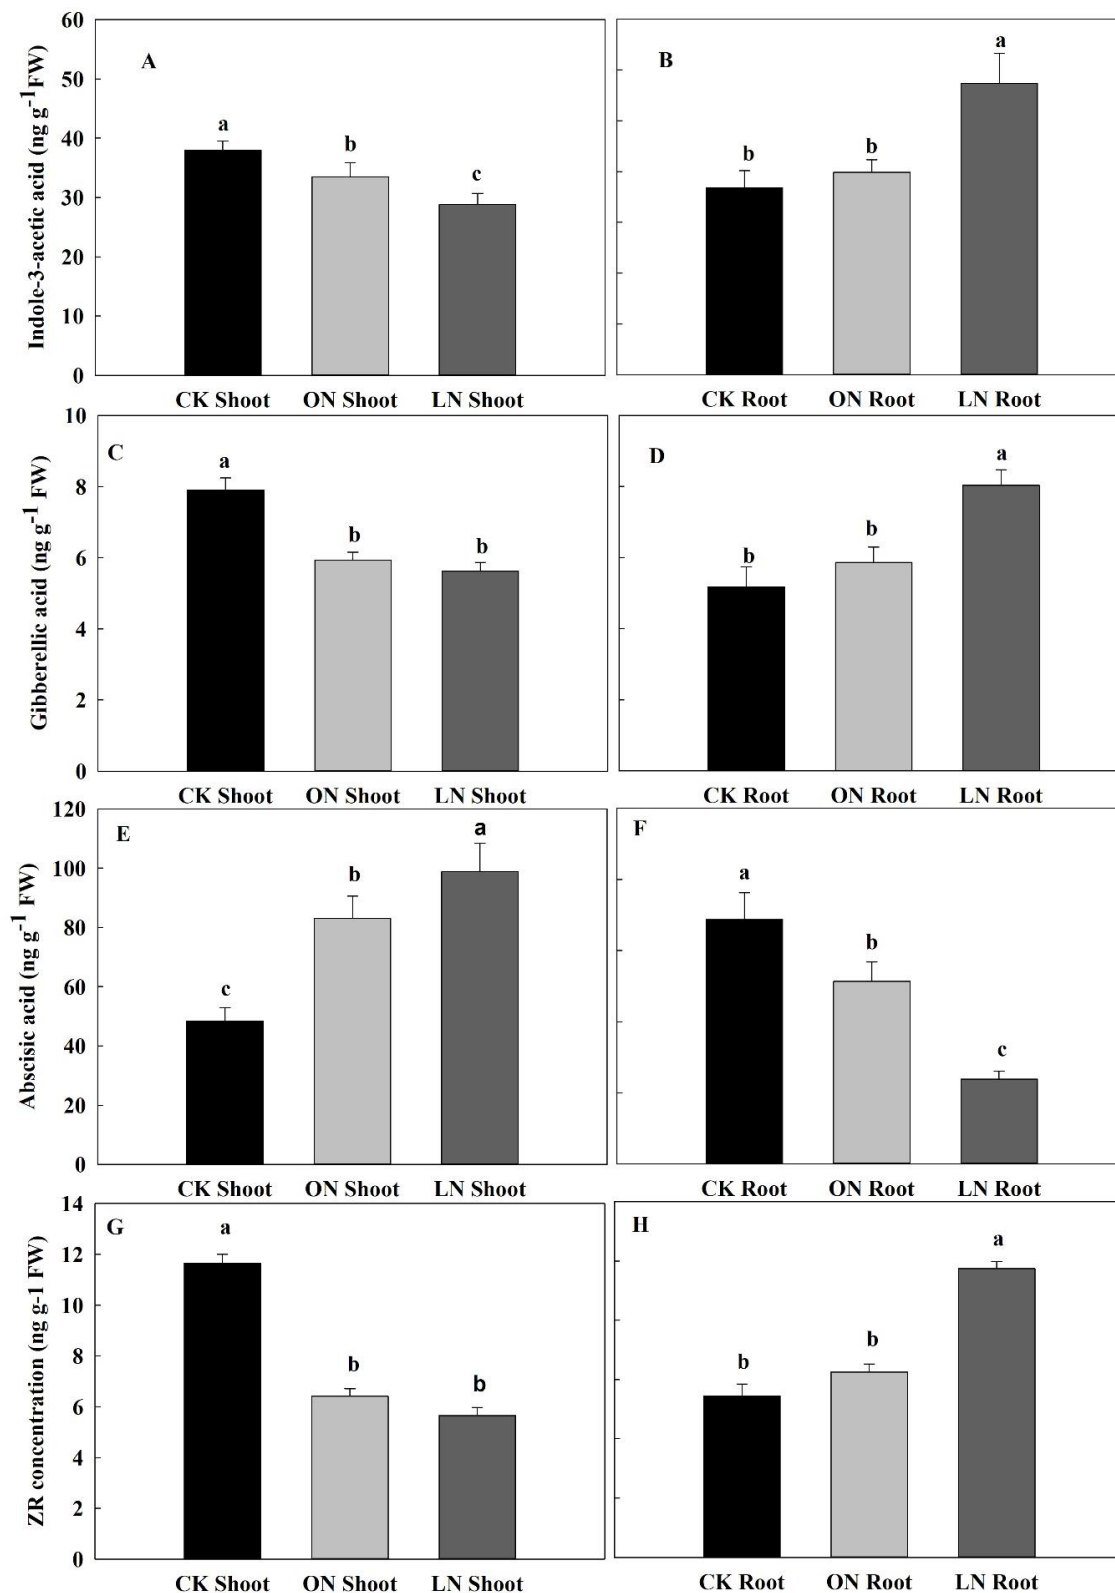 Indole-3-acetic acid (ng g-1FW)
60
50
40
30
20
10
0
A
a
b
c
CK Shoot ON Shoot LN Shoot
B
b
b
a
CK Root ON Root LN Root
Gibberellic acid (ng g-1 FW)
10
8
6
4
2
0
C
a
b
b
CK Shoot ON Shoot LN Shoot
D
b
b
a
CK Root ON Root LN Root
Abscisic acid (ng g-1 FW)
120
100
80
60
40
20
0
E
c
b
a
CK Shoot ON Shoot LN Shoot
F
a
b
c
CK Root ON Root LN Root
ZR concentration (ng g-1 FW)
14
12
10
8
6
4
2
0
G
a
b
b
CK Shoot ON Shoot LN Shoot
H
b
b
a
CK Root ON Root LN Root